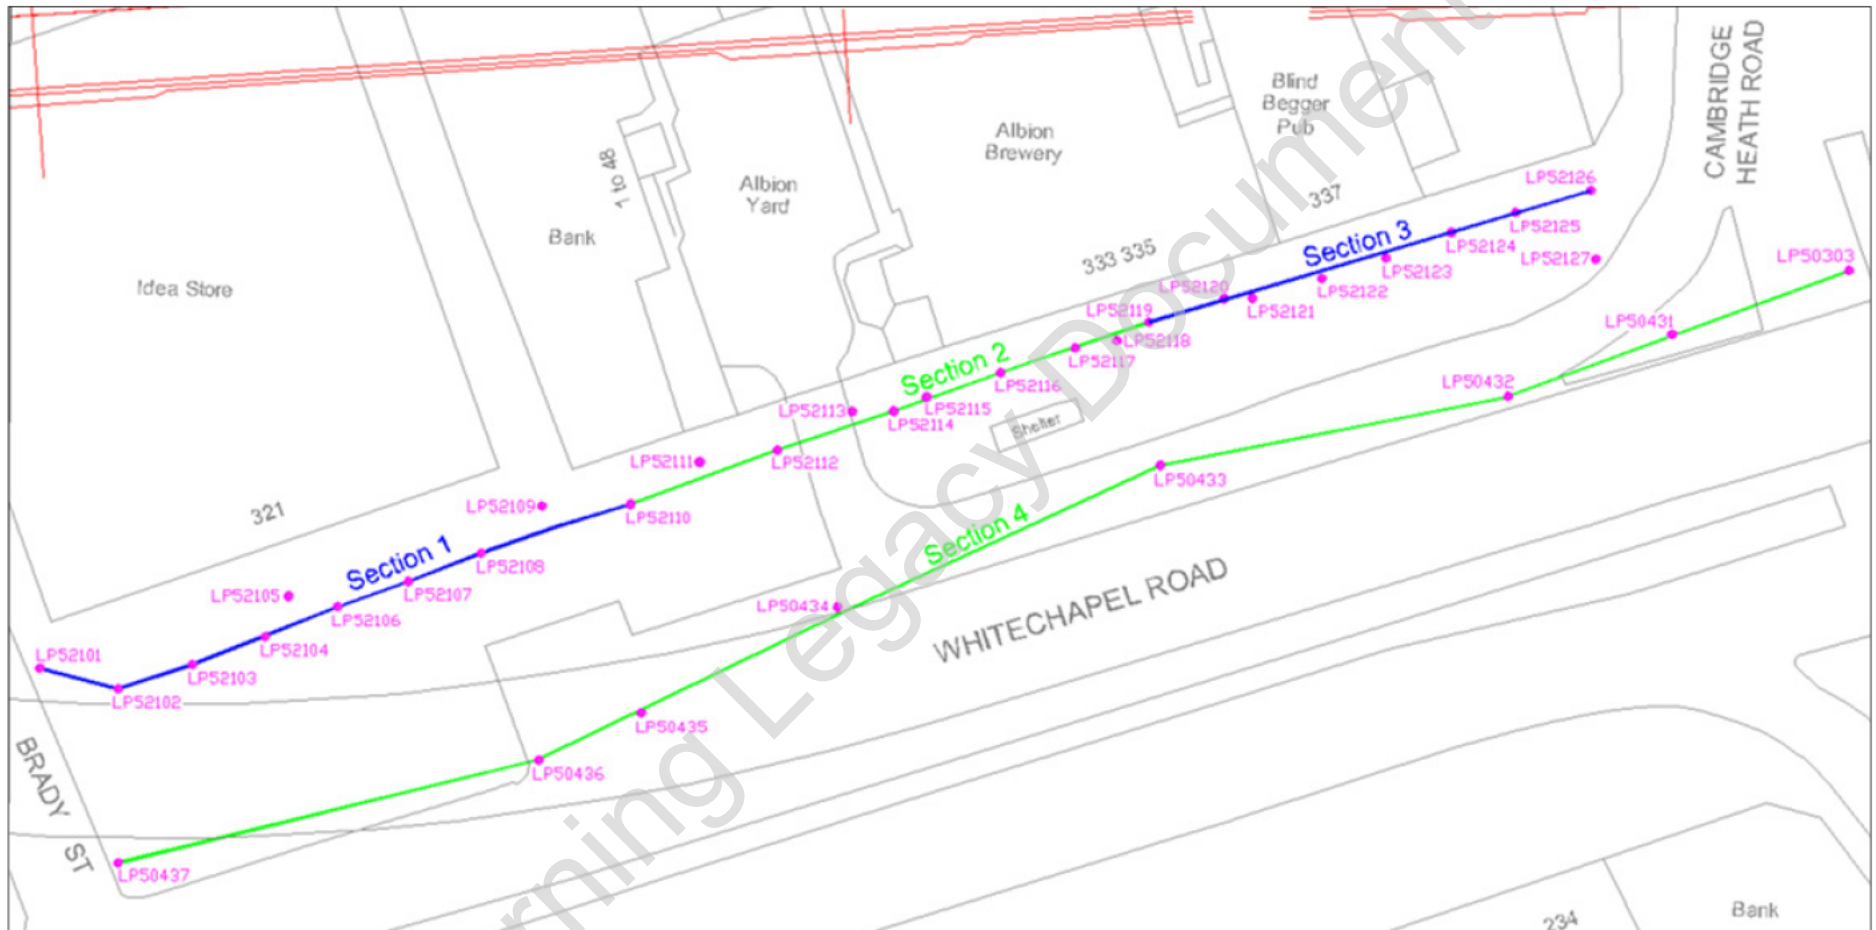 CAMBRIDGE
HEATH ROAD
Blind
Begger
Pub
Albion
Brewery
1 to 48
Albion
Yard
Bank
Idea Store
337
333 335
321
LP52126
LP52125
LP52124
LP52127
LP52123
LP52122
LP52121
LP52120
LP52119
LP52118
LP52117
LP52116
LP52115
LP52114
LP52113
LP52112
LP52111
LP52110
LP52109
LP52108
LP52107
LP52106
LP52105
LP52104
LP52103
LP52102
LP52101
Section 3
Section 2
Section 1
Section 4
Shelter
LP50303
LP50431
LP50432
LP50433
LP50434
LP50435
LP50436
LP50437
WHITECHAPEL ROAD
BRADY ST
234
Bank
rning Legacy Document